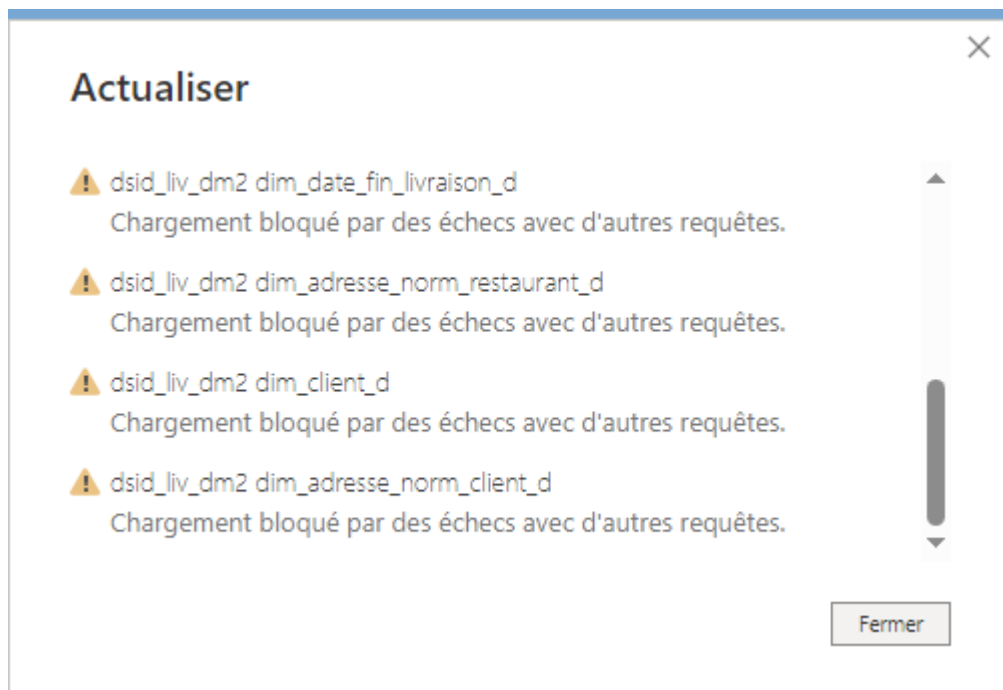 Actualiser
dsid_liv_dm2 dim_date_fin_livraison_d
Chargement bloqué par des échecs avec d'autres requêtes.
dsid_liv_dm2 dim_adresse_norm_restaurant_d
Chargement bloqué par des échecs avec d'autres requêtes.
dsid_liv_dm2 dim_client_d
Chargement bloqué par des échecs avec d'autres requêtes.
dsid_liv_dm2 dim_adresse_norm_client_d
Chargement bloqué par des échecs avec d'autres requêtes.
Fermer